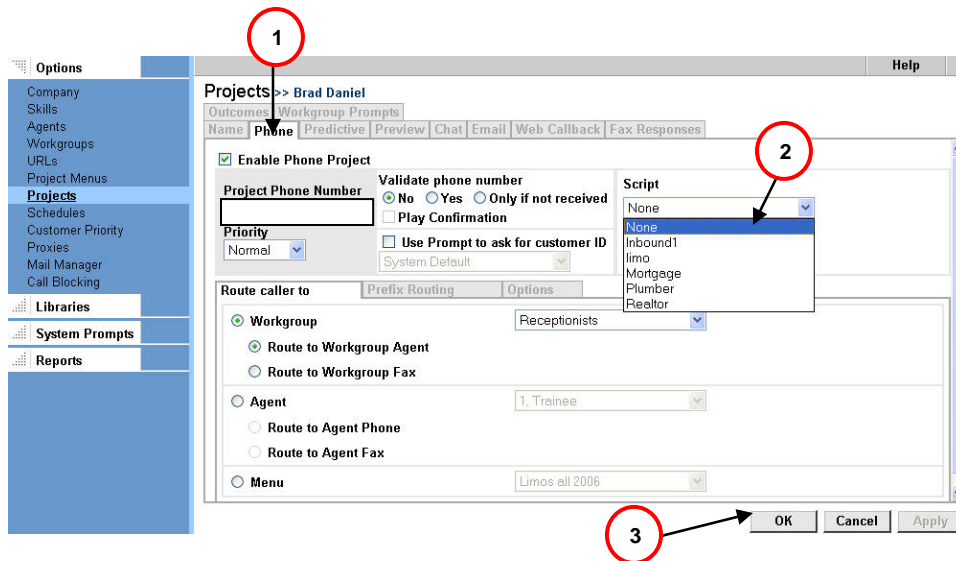 1
Options
Help
Company
Skills
Agents
Workgroups
URLs
Project Menus
Projects
Schedules
Customer Priority
Proxies
Mail Manager
Call Blocking
Libraries
System Prompts
Reports
Projects >> Brad Daniel
Outcomes Workgroup Prompts
Name Phone Predictive Preview Chat Email Web Callback Fax Responses
2
Enable Phone Project
Project Phone Number
Priority
Normal
Validate phone number
No Yes Only if not received
Play Confirmation
Use Prompt to ask for customer ID
System Default
Script
None
None
Inbound1
limo
Mortgage
Plumber
Realtor
Route caller to Prefix Routing Options
Workgroup Receptionists
Route to Workgroup Agent
Route to Workgroup Fax
Agent 1, Trainee
Route to Agent Phone
Route to Agent Fax
Menu Limos all 2006
3
OK Cancel Apply